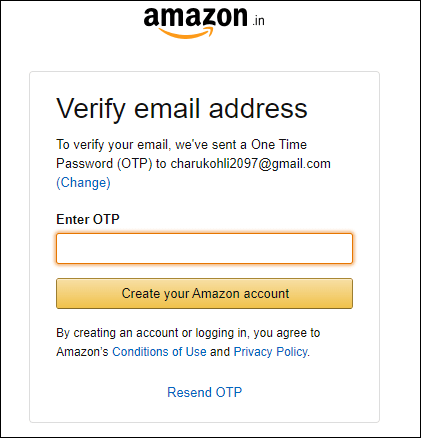 amazon.in
Verify email address
To verify your email, we've sent a One Time
Password (OTP) to charukohli2097@gmail.com
(Change)
Enter OTP
Create your Amazon account
By creating an account or logging in, you agree to
Amazon's Conditions of Use and Privacy Policy.
Resend OTP